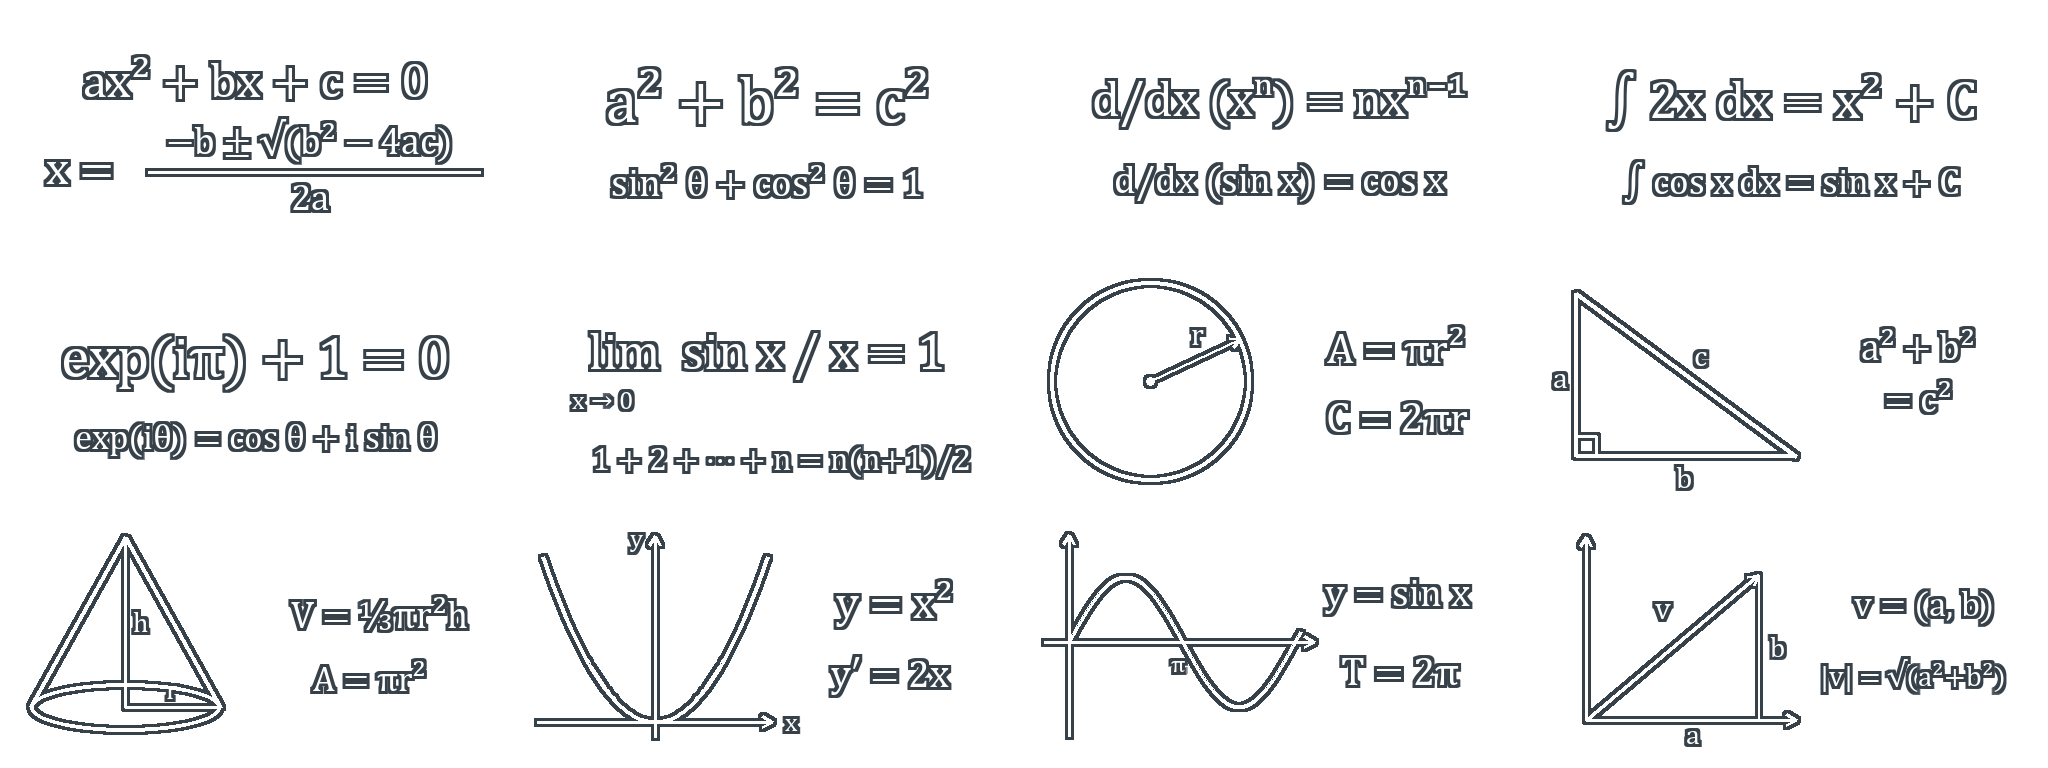 ax² + bx + c = 0
x = −b ± √(b² − 4ac)
2a
a² + b² = c²
sin² θ + cos² θ = 1
d/dx (xⁿ) = nxⁿ⁻¹
d/dx (sin x) = cos x
∫ 2x dx = x² + C
∫ cos x dx = sin x + C
exp(iπ) + 1 = 0
exp(iθ) = cos θ + i sin θ
lim sin x / x = 1
x→0
1 + 2 + ⋯ + n = n(n+1)/2
r
A = πr²
C = 2πr
a
c
b
a² + b²
= c²
h
r
V = ⅓πr²h
A = πr²
y
x
y = x²
y′ = 2x
π
y = sin x
T = 2π
v
b
a
v = (a, b)
|v| = √(a²+b²)